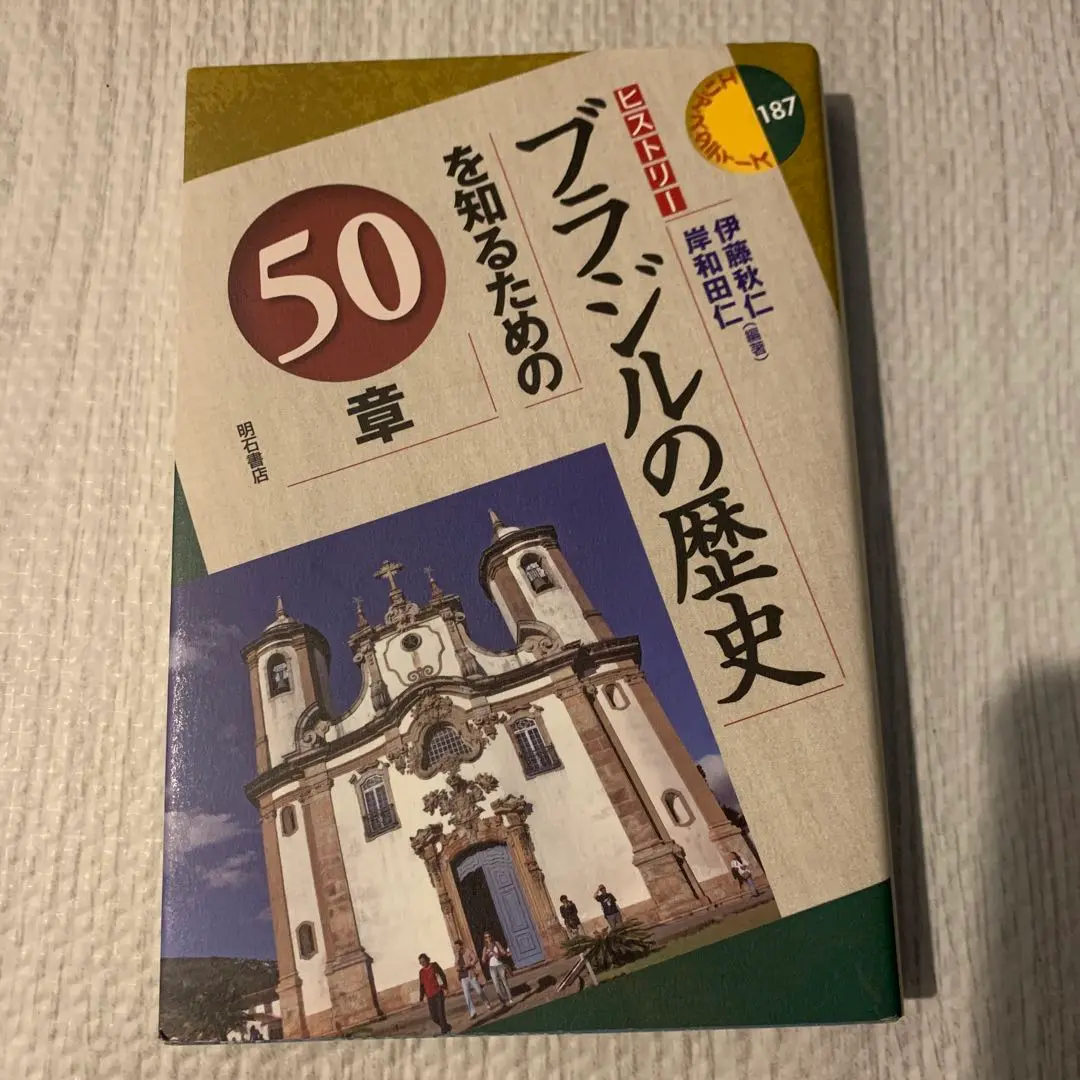 エリア・スタディーズ
187
ヒストリー
ブラジルの歴史
を知るための
50
章
伊藤秋仁
岸和田仁
(編著)
明石書店